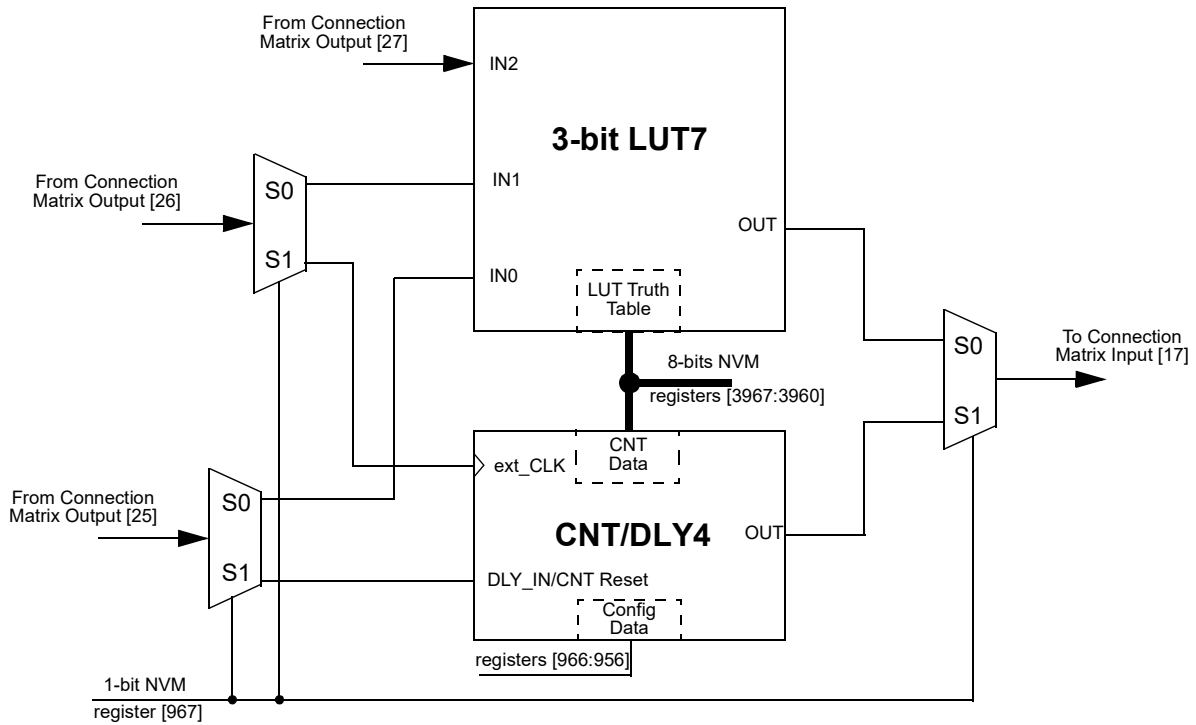 From Connection
Matrix Output [27]
IN2
3-bit LUT7
From Connection
Matrix Output [26]
S0
S1
IN1
IN0
OUT
LUT Truth
Table
S0
S1
To Connection
Matrix Input [17]
8-bits NVM
registers [3967:3960]
From Connection
Matrix Output [25]
S0
S1
ext_CLK
CNT
Data
CNT/DLY4
OUT
DLY_IN/CNT Reset
Config
Data
registers [966:956]
1-bit NVM
register [967]